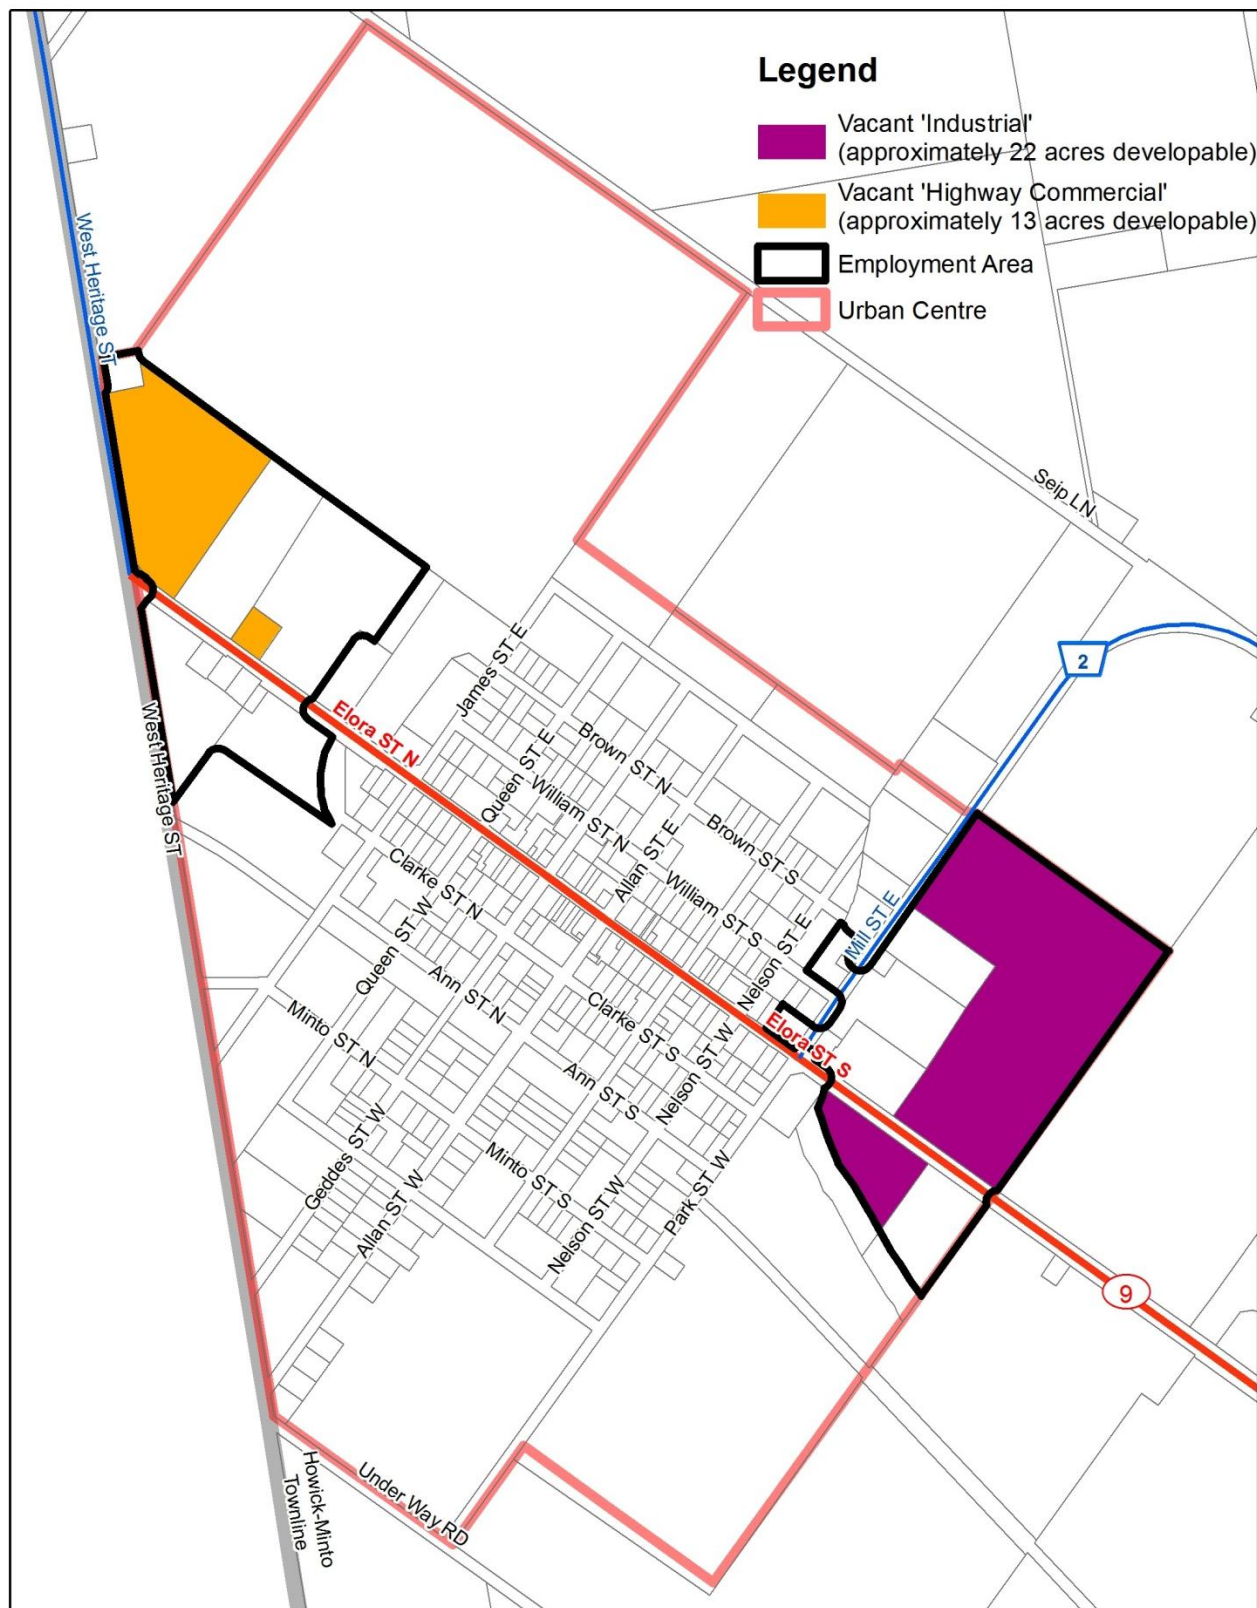 Legend
Vacant 'Industrial'
(approximately 22 acres developable)
Vacant 'Highway Commercial'
(approximately 13 acres developable)
Employment Area
Urban Centre
West Heritage ST
Seip LN
2
James ST E
Elora ST N
Brown ST N
West Heritage ST
Queen ST E
William ST N
Allan ST E
Brown ST S
Clarke ST N
William ST S
Nelson ST E
Mill ST E
Queen ST W
Ann ST N
Clarke ST S
Elora ST S
Minto ST N
Nelson ST W
Ann ST S
Geddes ST W
Minto ST S
Park ST W
Allan ST W
Nelson ST W
9
Under Way RD
Howick-Minto
Townline